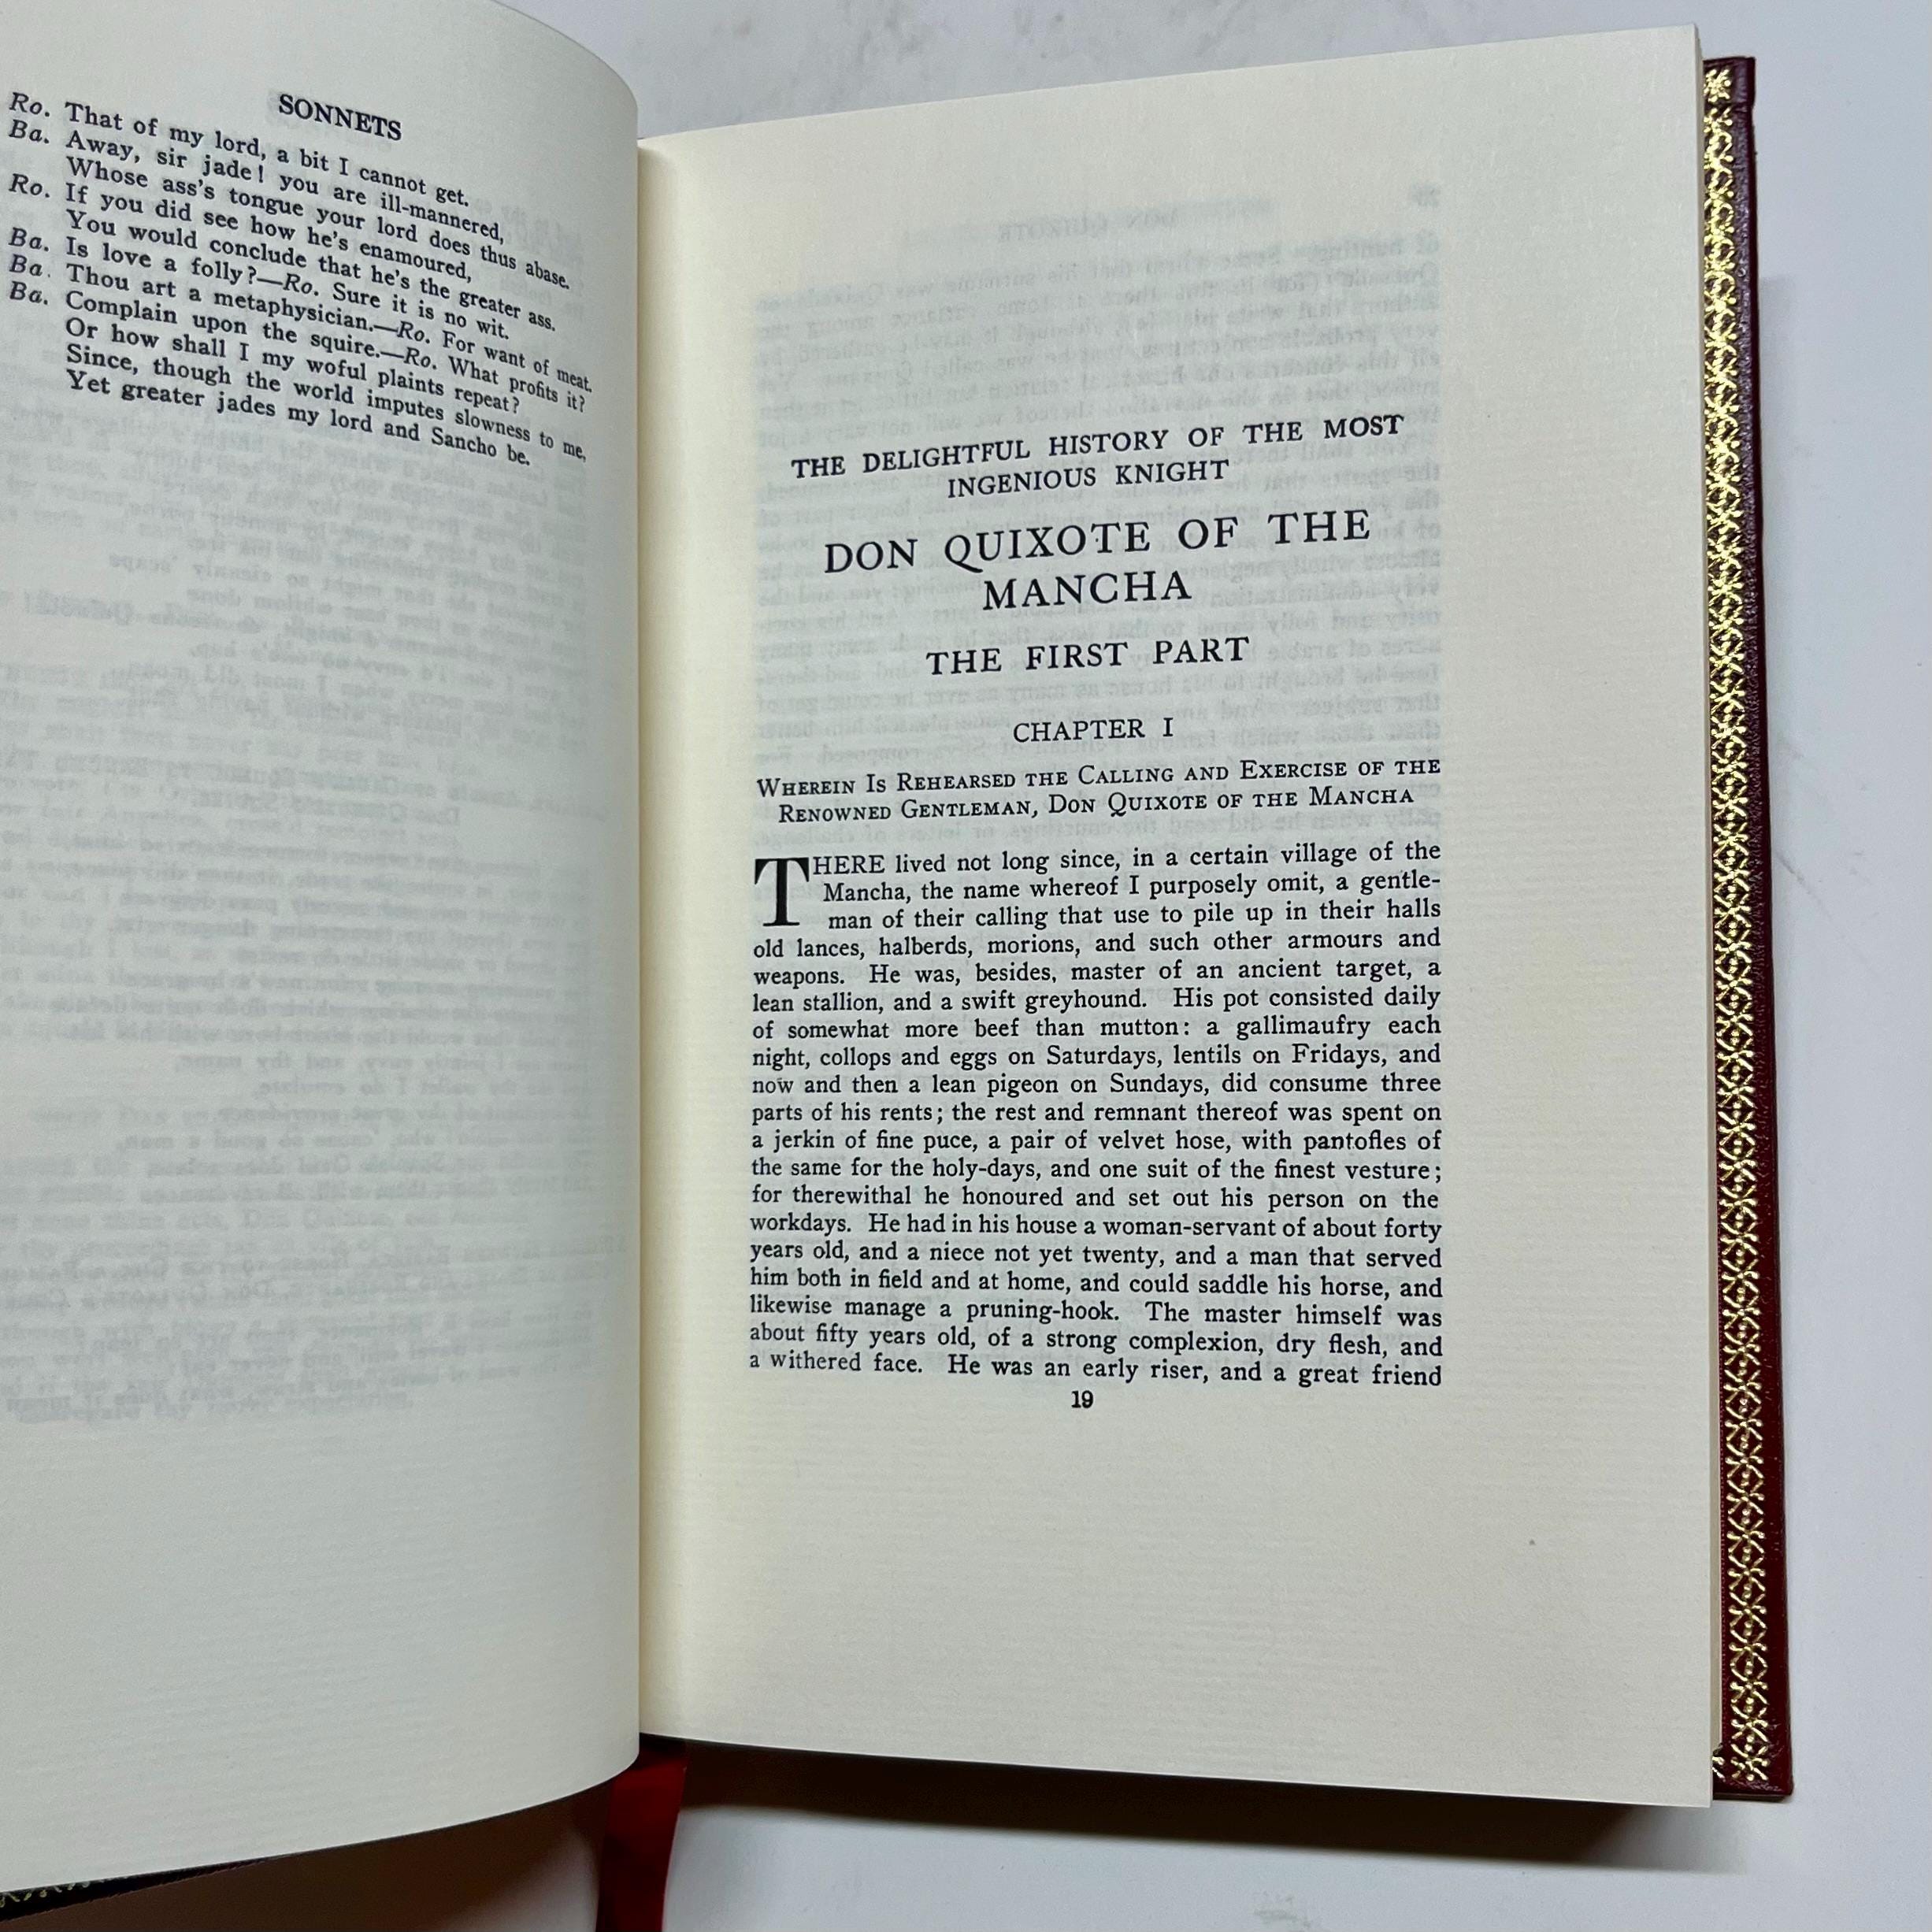 SONNETS
Ro. That of my lord, a bit I cannot get.
Ba. Away, sir jade! you are ill-mannered,
Whose ass's tongue your lord does thus abase.
Ro. If you did see how he's enamoured,
You would conclude that he's the greater ass.
Ba. Is love a folly?—Ro. Sure it is no wit.
Ba. Thou art a metaphysician.—Ro. For want of meat.
Ba. Complain upon the squire.—Ro. What profits it?
Or how shall I my woful plaints repeat?
Since, though the world imputes slowness to me,
Yet greater jades my lord and Sancho be.
THE DELIGHTFUL HISTORY OF THE MOST
INGENIOUS KNIGHT
DON QUIXOTE OF THE
MANCHA
THE FIRST PART
CHAPTER I
WHEREIN IS REHEARSED THE CALLING AND EXERCISE OF THE
RENOWNED GENTLEMAN, DON QUIXOTE OF THE MANCHA
THERE lived not long since, in a certain village of the
Mancha, the name whereof I purposely omit, a gentle-
man of their calling that use to pile up in their halls
old lances, halberds, morions, and such other armours and
weapons. He was, besides, master of an ancient target, a
lean stallion, and a swift greyhound. His pot consisted daily
of somewhat more beef than mutton: a gallimaufry each
night, collops and eggs on Saturdays, lentils on Fridays, and
now and then a lean pigeon on Sundays, did consume three
parts of his rents; the rest and remnant thereof was spent on
a jerkin of fine puce, a pair of velvet hose, with pantofles of
the same for the holy-days, and one suit of the finest vesture;
for therewithal he honoured and set out his person on the
workdays. He had in his house a woman-servant of about forty
years old, and a niece not yet twenty, and a man that served
him both in field and at home, and could saddle his horse, and
likewise manage a pruning-hook. The master himself was
about fifty years old, of a strong complexion, dry flesh, and
a withered face. He was an early riser, and a great friend
19